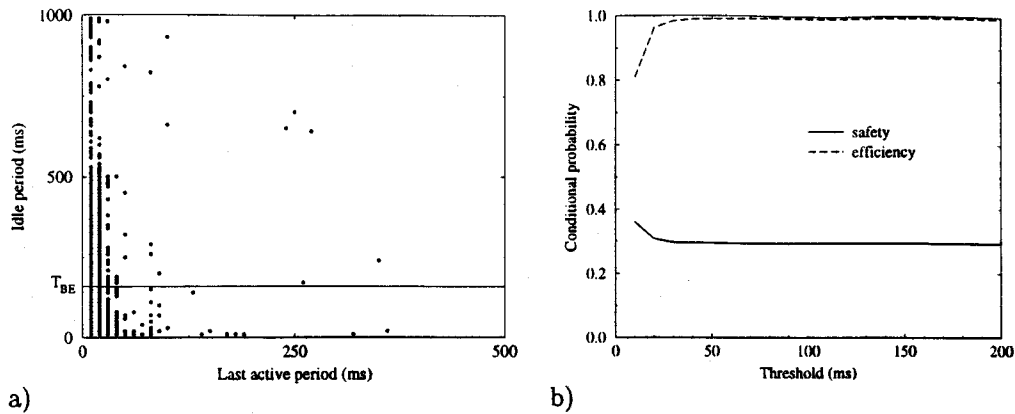 1000
Idle period (ms)
500
T_BE
0
0
250
500
Last active period (ms)
a)
1.0
0.8
Conditional probability
0.6
safety
efficiency
0.4
0.2
0.0
0
50
100
150
200
Threshold (ms)
b)